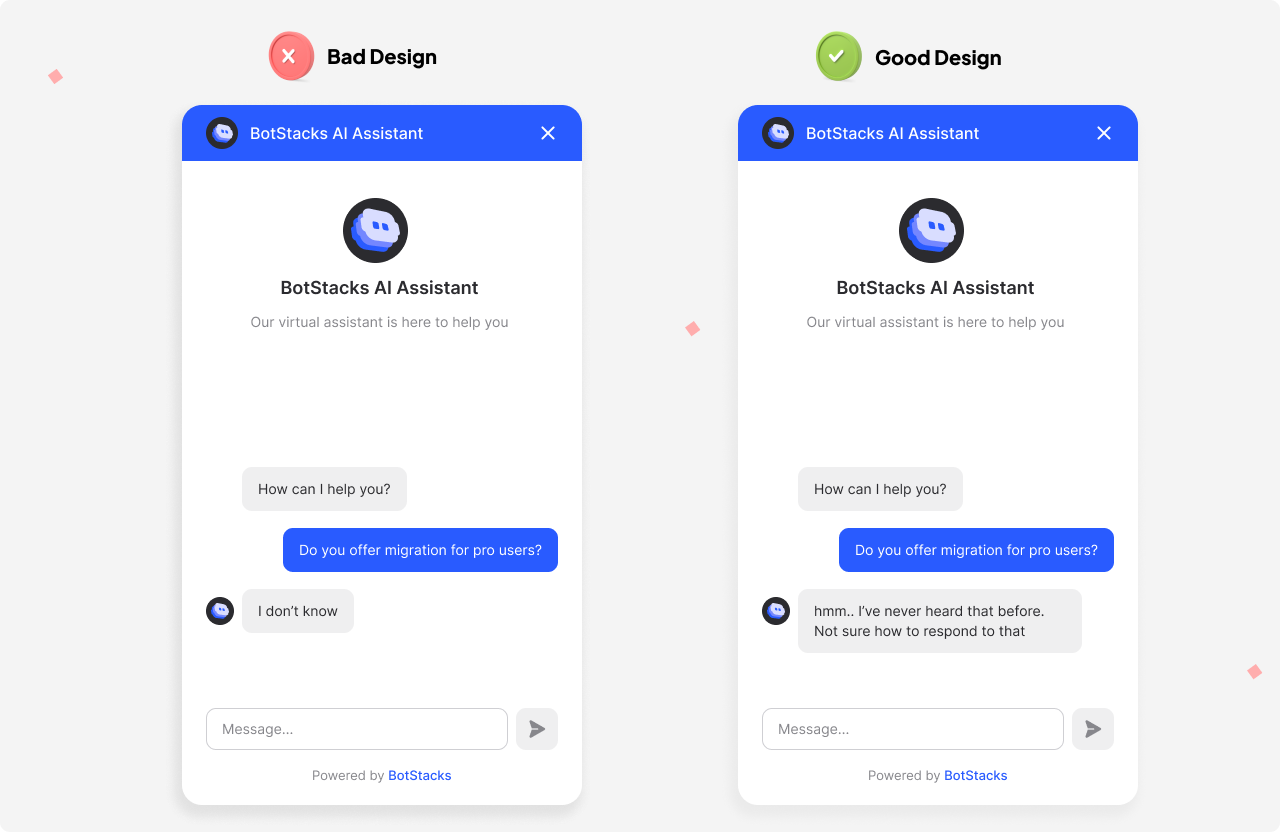 Bad Design
BotStacks AI Assistant
BotStacks AI Assistant
Our virtual assistant is here to help you
How can I help you?
Do you offer migration for pro users?
I don’t know
Message...
Powered by BotStacks
Good Design
BotStacks AI Assistant
BotStacks AI Assistant
Our virtual assistant is here to help you
How can I help you?
Do you offer migration for pro users?
hmm.. I’ve never heard that before.
Not sure how to respond to that
Message...
Powered by BotStacks